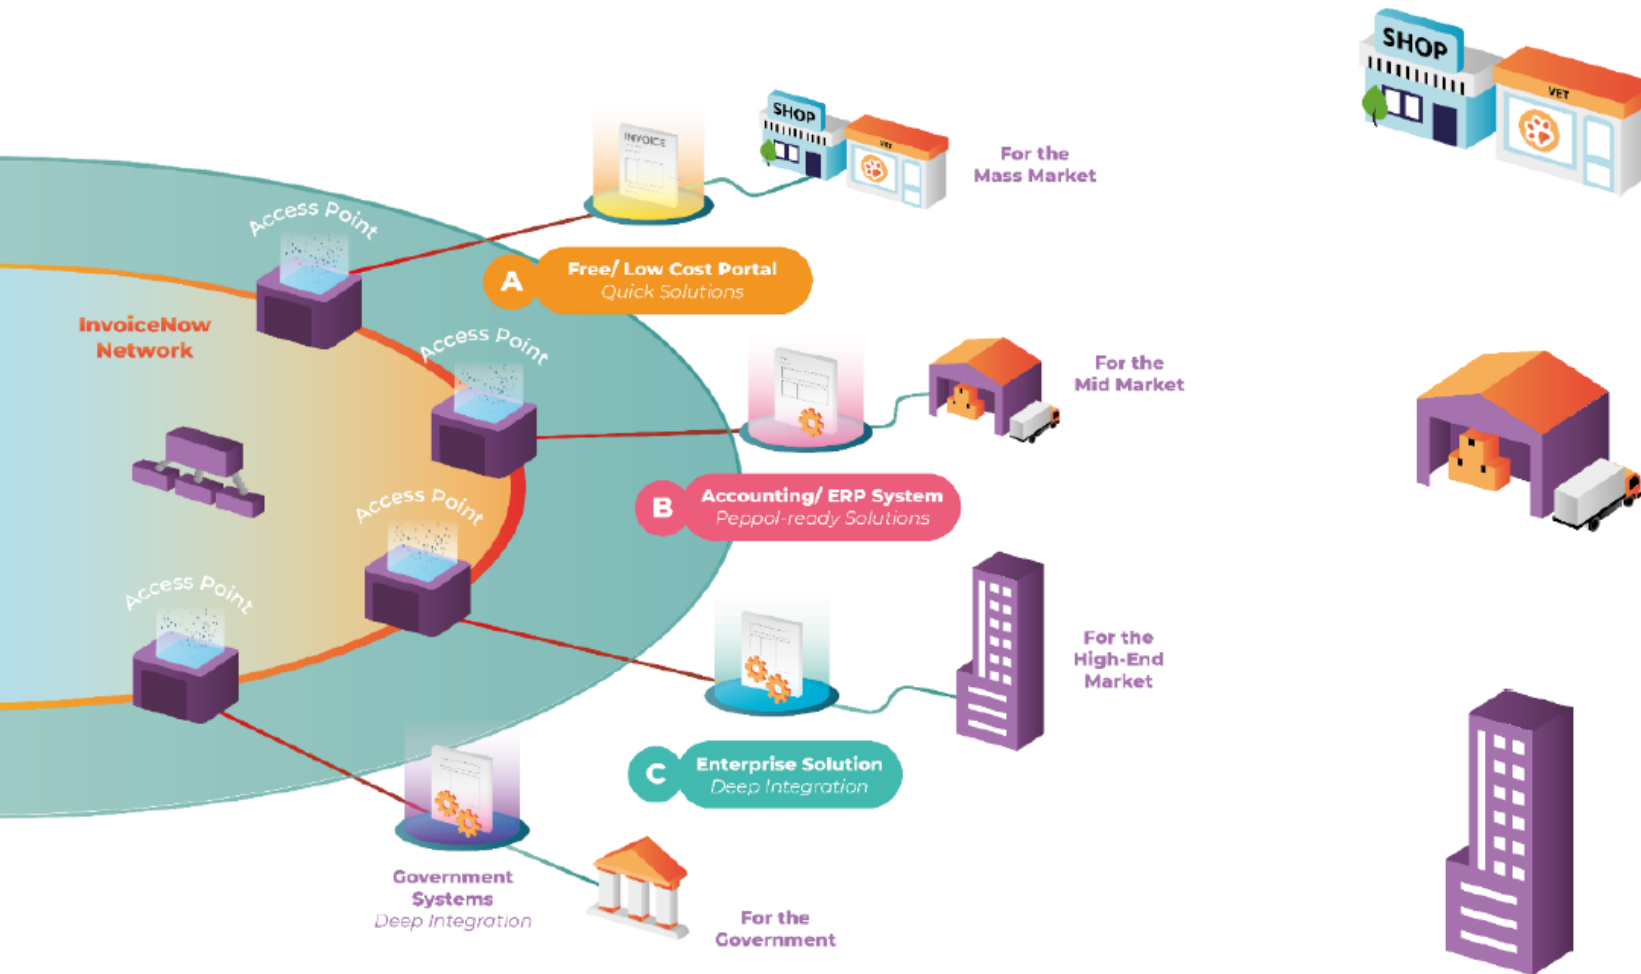 SHOP
VET
INVOICE
SHOP
VET
For the
Mass Market
Access Point
A
Free/ Low Cost Portal
Quick Solutions
InvoiceNow
Network
Access Point
For the
Mid Market
B
Accounting/ ERP System
Peppol-ready Solutions
Access Point
Access Point
For the
High-End
Market
C
Enterprise Solution
Deep Integration
Government
Systems
Deep Integration
For the
Government